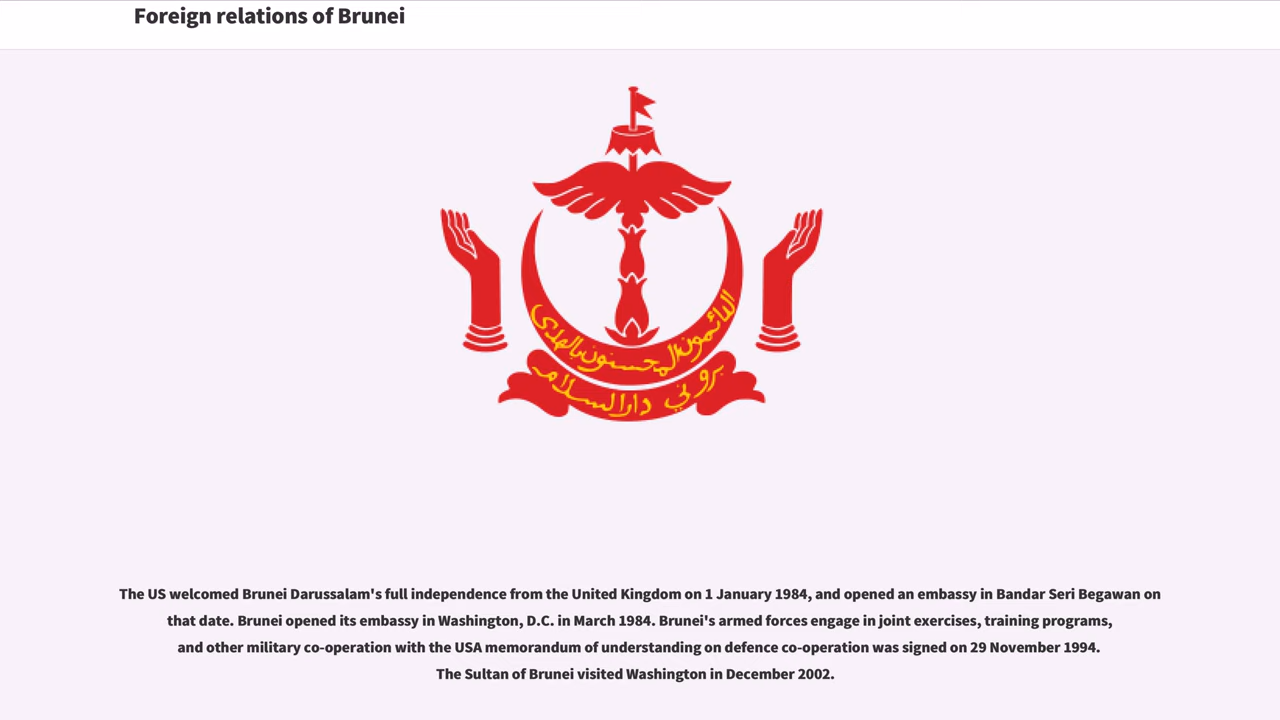 Foreign relations of Brunei
الدائمون المحسنون بالهدى
بروني دارالسلام
The US welcomed Brunei Darussalam's full independence from the United Kingdom on 1 January 1984, and opened an embassy in Bandar Seri Begawan on
that date. Brunei opened its embassy in Washington, D.C. in March 1984. Brunei's armed forces engage in joint exercises, training programs,
and other military co-operation with the USA memorandum of understanding on defence co-operation was signed on 29 November 1994.
The Sultan of Brunei visited Washington in December 2002.